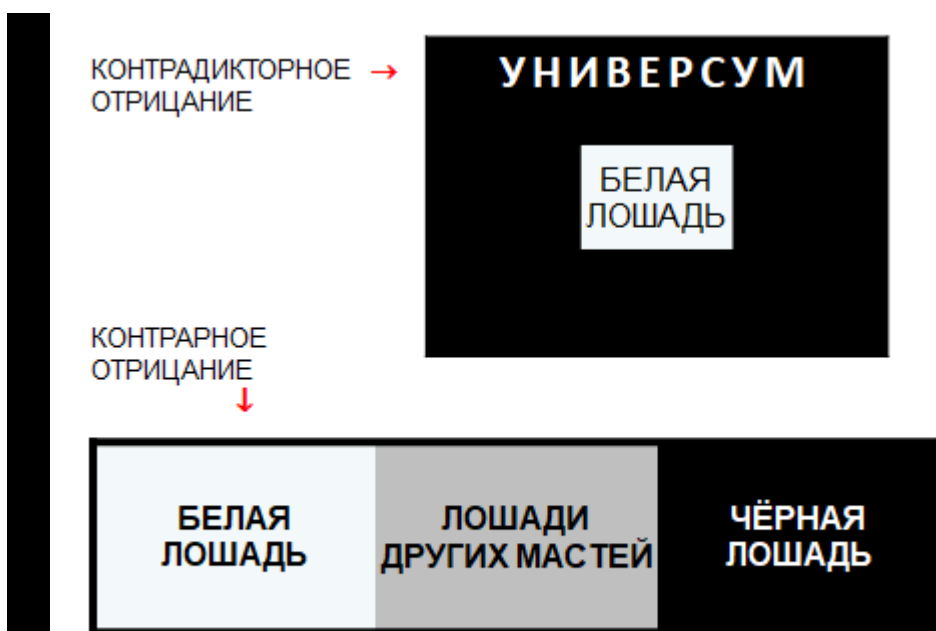 КОНТРАДИКТОРНОЕ →
ОТРИЦАНИЕ
УНИВЕРСУМ
БЕЛАЯ
ЛОШАДЬ
КОНТРАРНОЕ
ОТРИЦАНИЕ
↓
БЕЛАЯ
ЛОШАДЬ
ЛОШАДИ
ДРУГИХ МАСТЕЙ
ЧЁРНАЯ
ЛОШАДЬ